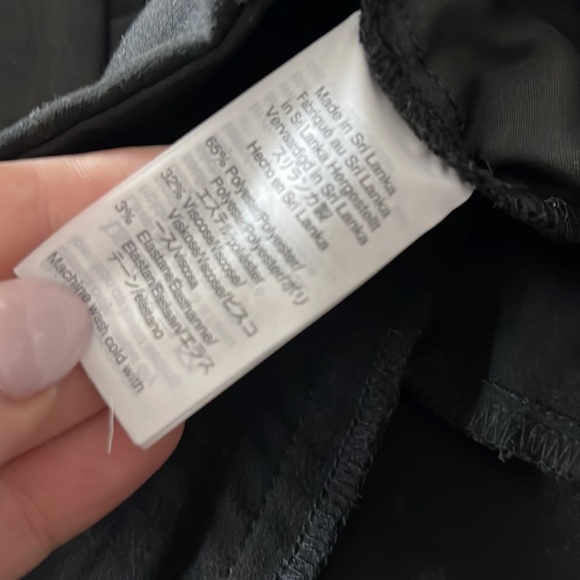 Made in Sri Lanka
Fabriqué au Sri Lanka
in Sri Lanka Hergestellt
Vervaardigd in Sri Lanka
スリランカ製
Hecho en Sri Lanka
65% Polyester/Polyester/
Polyester/Polyester/ポリ
エステル/poliéster
32% Viscose/Viscose/
Viskose/Viscose/ビスコ
ース/viscosa
3% Elastane/Élasthanne/
Elastan/Elastaan/エラス
テーン/elastano
Machine wash cold with